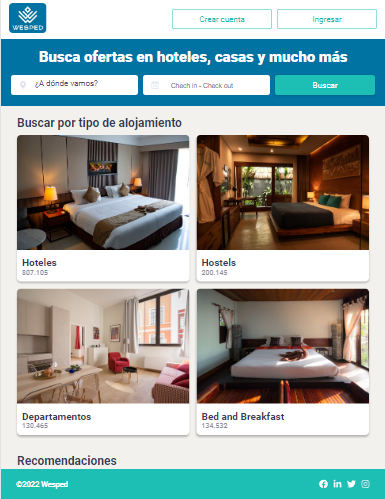 WESPED
Crear cuenta
Ingresar
Busca ofertas en hoteles, casas y mucho más
¿A dónde vamos?
Chech in - Check out
Buscar
Buscar por tipo de alojamiento
Hoteles
807.105
Hostels
200.145
Departamentos
130.465
Bed and Breakfast
134.532
Recomendaciones
©2022 Wesped